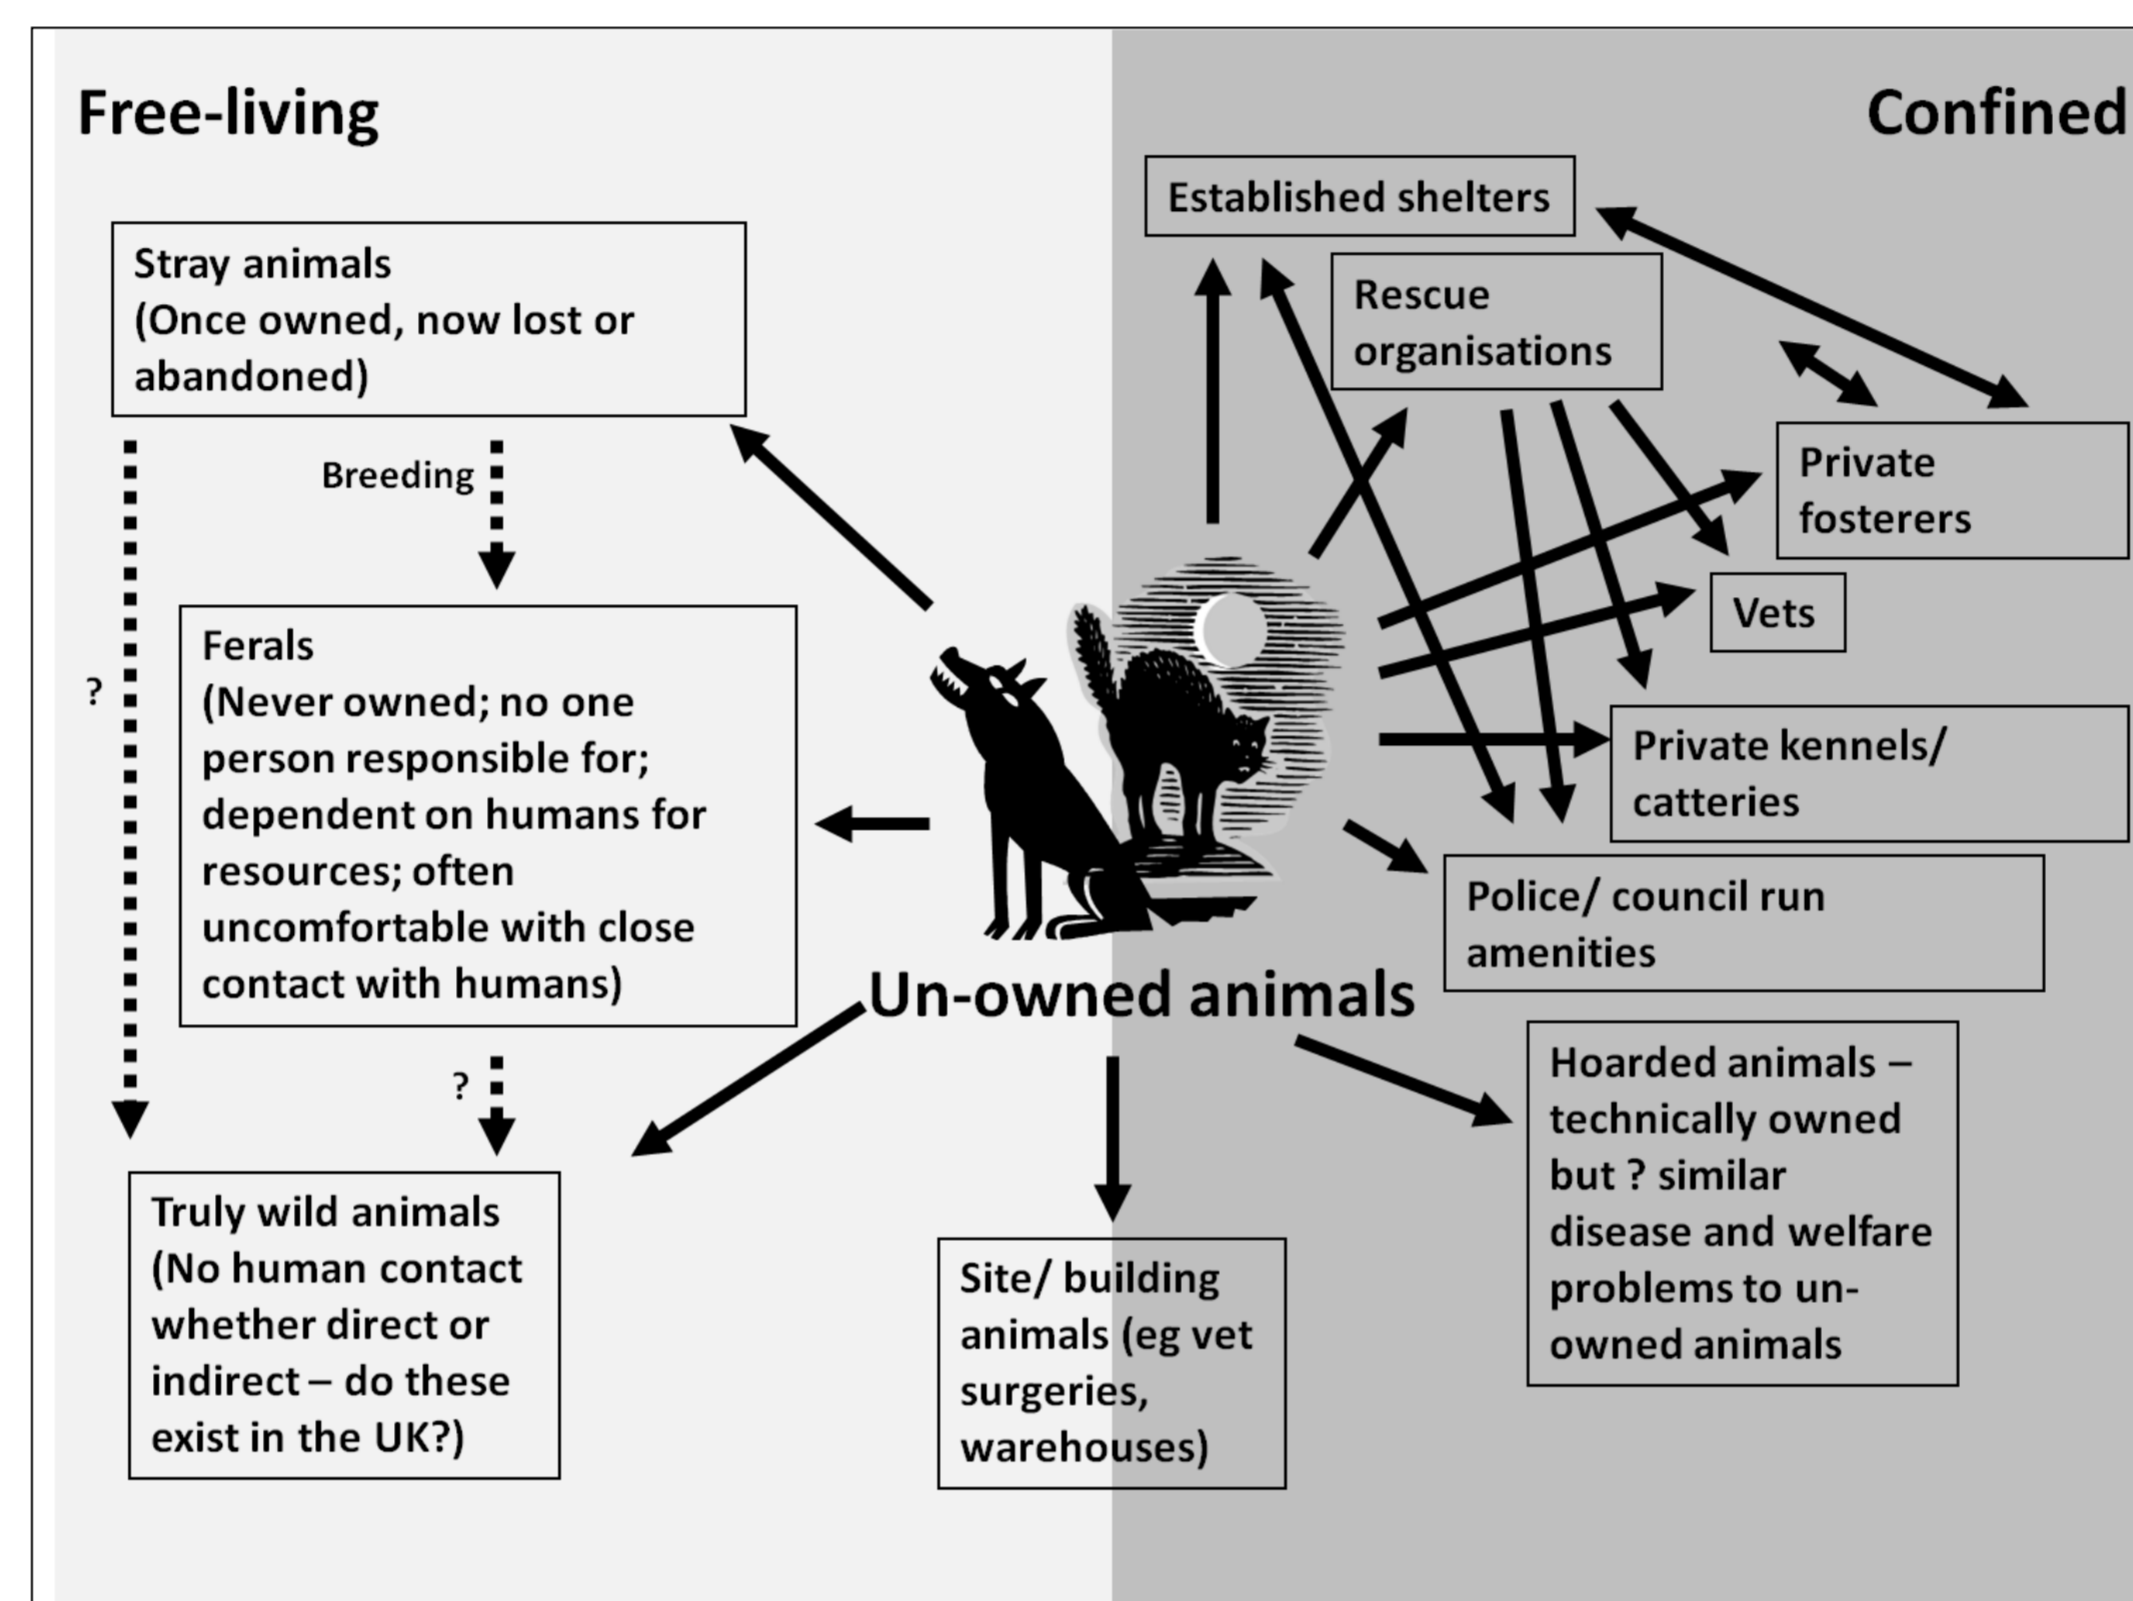 Free-living
Confined
Stray animals
(Once owned, now lost or
abandoned)
Breeding
?
Ferals
(Never owned; no one
person responsible for;
dependent on humans for
resources; often
uncomfortable with close
contact with humans)
?
Truly wild animals
(No human contact
whether direct or
indirect – do these
exist in the UK?)
Un-owned animals
Site/ building
animals (eg vet
surgeries,
warehouses)
Established shelters
Rescue
organisations
Private
fosterers
Vets
Private kennels/
catteries
Police/ council run
amenities
Hoarded animals –
technically owned
but ? similar
disease and welfare
problems to un-
owned animals